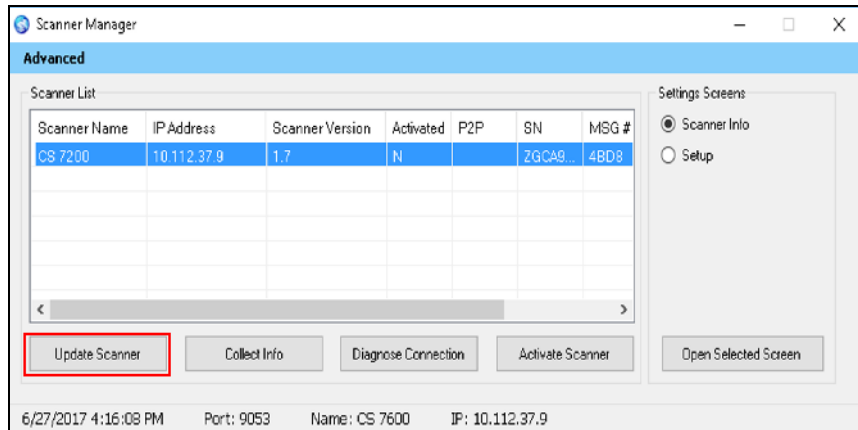 Scanner Manager
Advanced
Scanner List
Settings Screens
Scanner Name IP Address Scanner Version Activated P2P SN MSG #
Scanner Info
CS 7200 10.112.37.9 1.7 N ZGCA9... 4BD8
Setup
Update Scanner Collect Info Diagnose Connection Activate Scanner Open Selected Screen
6/27/2017 4:16:08 PM Port: 9053 Name: CS 7600 IP: 10.112.37.9